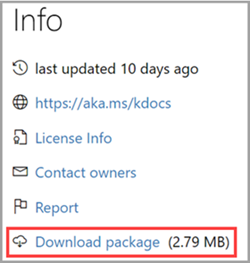 Info
last updated 10 days ago
https://aka.ms/kdocs
License Info
Contact owners
Report
Download package (2.79 MB)